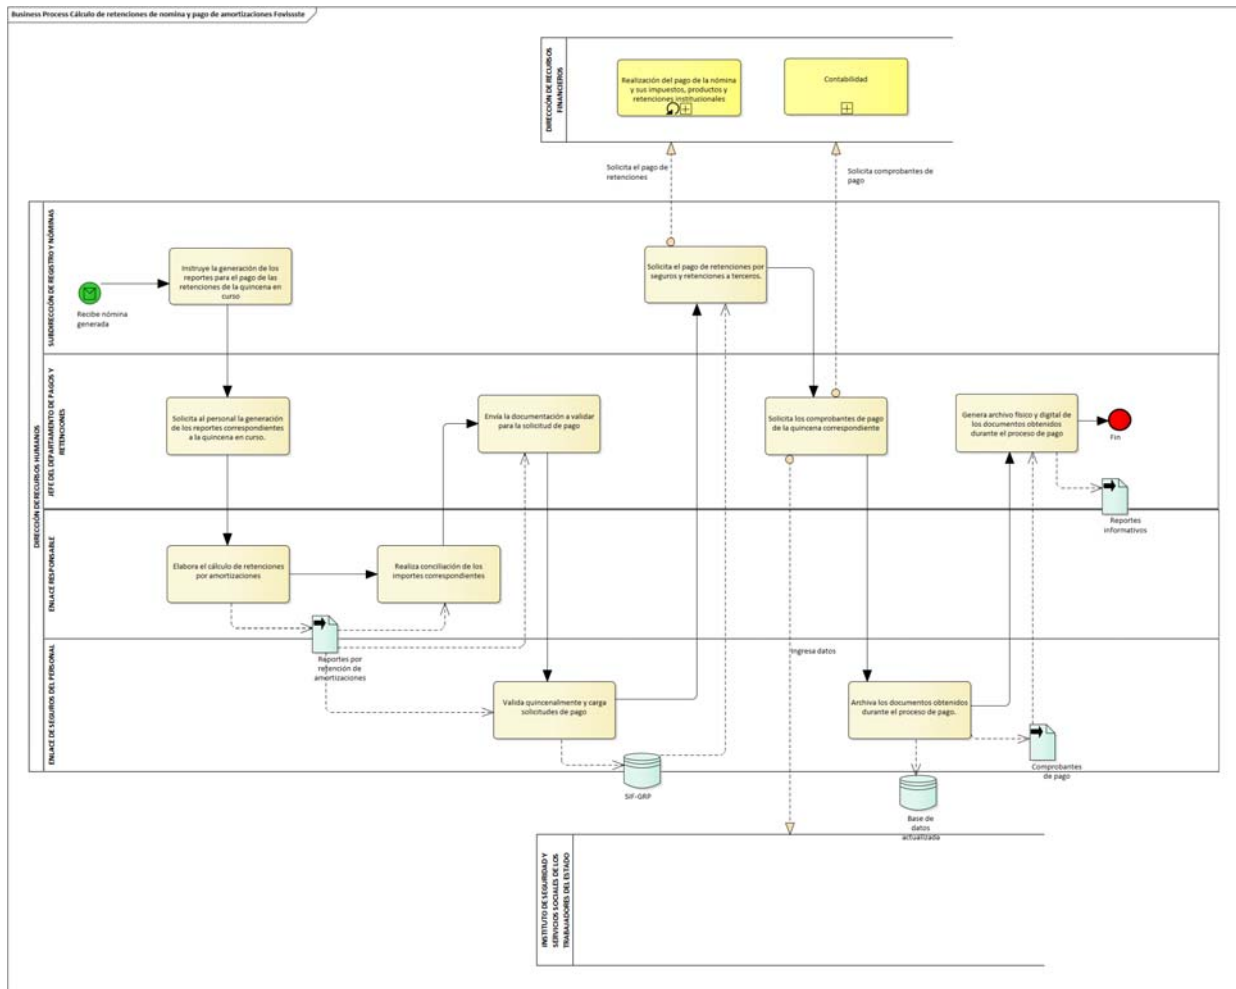 Business Process Cálculo de retenciones de nomina y pago de amortizaciones Fovissste
DIRECCIÓN DE RECURSOS
FINANCIEROS
Realización del pago de la nómina
y sus impuestos, productos y
retenciones institucionales
Contabilidad
Solicita el pago de
retenciones
Solicita comprobantes de
pago
DIRECCIÓN DE RECURSOS HUMANOS
SUBDIRECCIÓN DE REGISTRO Y NÓMINAS
Recibe nómina
generada
Instruye la generación de los
reportes para el pago de las
retenciones de la quincena en
curso
Solicita el pago de retenciones por
seguros y retenciones a terceros.
JEFE DEL DEPARTAMENTO DE PAGOS Y
RETENCIONES
Solicita al personal la generación
de los reportes correspondientes
a la quincena en curso.
Envía la documentación a validar
para la solicitud de pago
Solicita los comprobantes de pago
de la quincena correspondiente
Genera archivo físico y digital de
los documentos obtenidos
durante el proceso de pago
Fin
Reportes
informativos
ENLACE RESPONSABLE
Elabora el cálculo de retenciones
por amortizaciones
Realiza conciliación de los
importes correspondientes
Reportes por
retención de
amortizaciones
Ingresa datos
ENLACE DE SEGUROS DEL PERSONAL
Valida quincenalmente y carga
solicitudes de pago
Archiva los documentos obtenidos
durante el proceso de pago.
SIF-GRP
Comprobantes
de pago
Base de
datos
actualizada
INSTITUTO DE SEGURIDAD Y
SERVICIOS SOCIALES DE LOS
TRABAJADORES DEL ESTADO